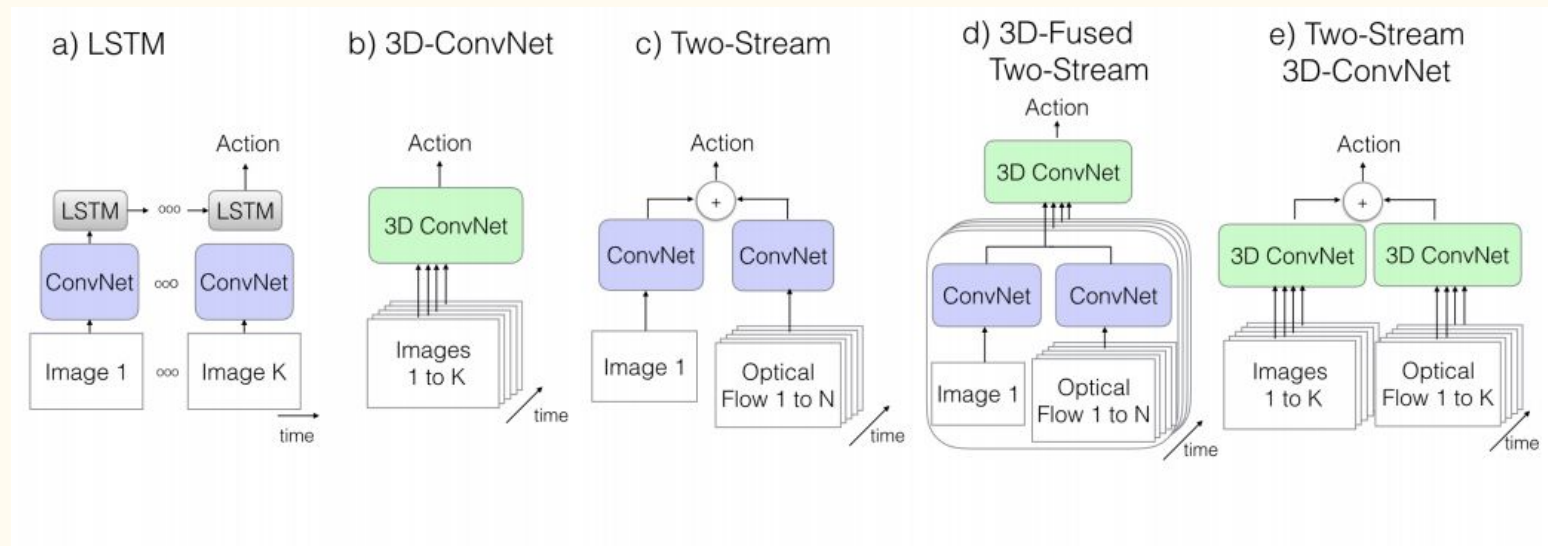 a) LSTM
Action
LSTM ooo LSTM
ConvNet ooo ConvNet
Image 1 ooo Image K
time
b) 3D-ConvNet
Action
3D ConvNet
Images
1 to K
time
c) Two-Stream
Action
+
ConvNet ConvNet
Image 1
Optical
Flow 1 to N
time
d) 3D-Fused
Two-Stream
Action
3D ConvNet
ConvNet ConvNet
Image 1
Optical
Flow 1 to N
time
e) Two-Stream
3D-ConvNet
Action
+
3D ConvNet 3D ConvNet
Images
1 to K
Optical
Flow 1 to K
time